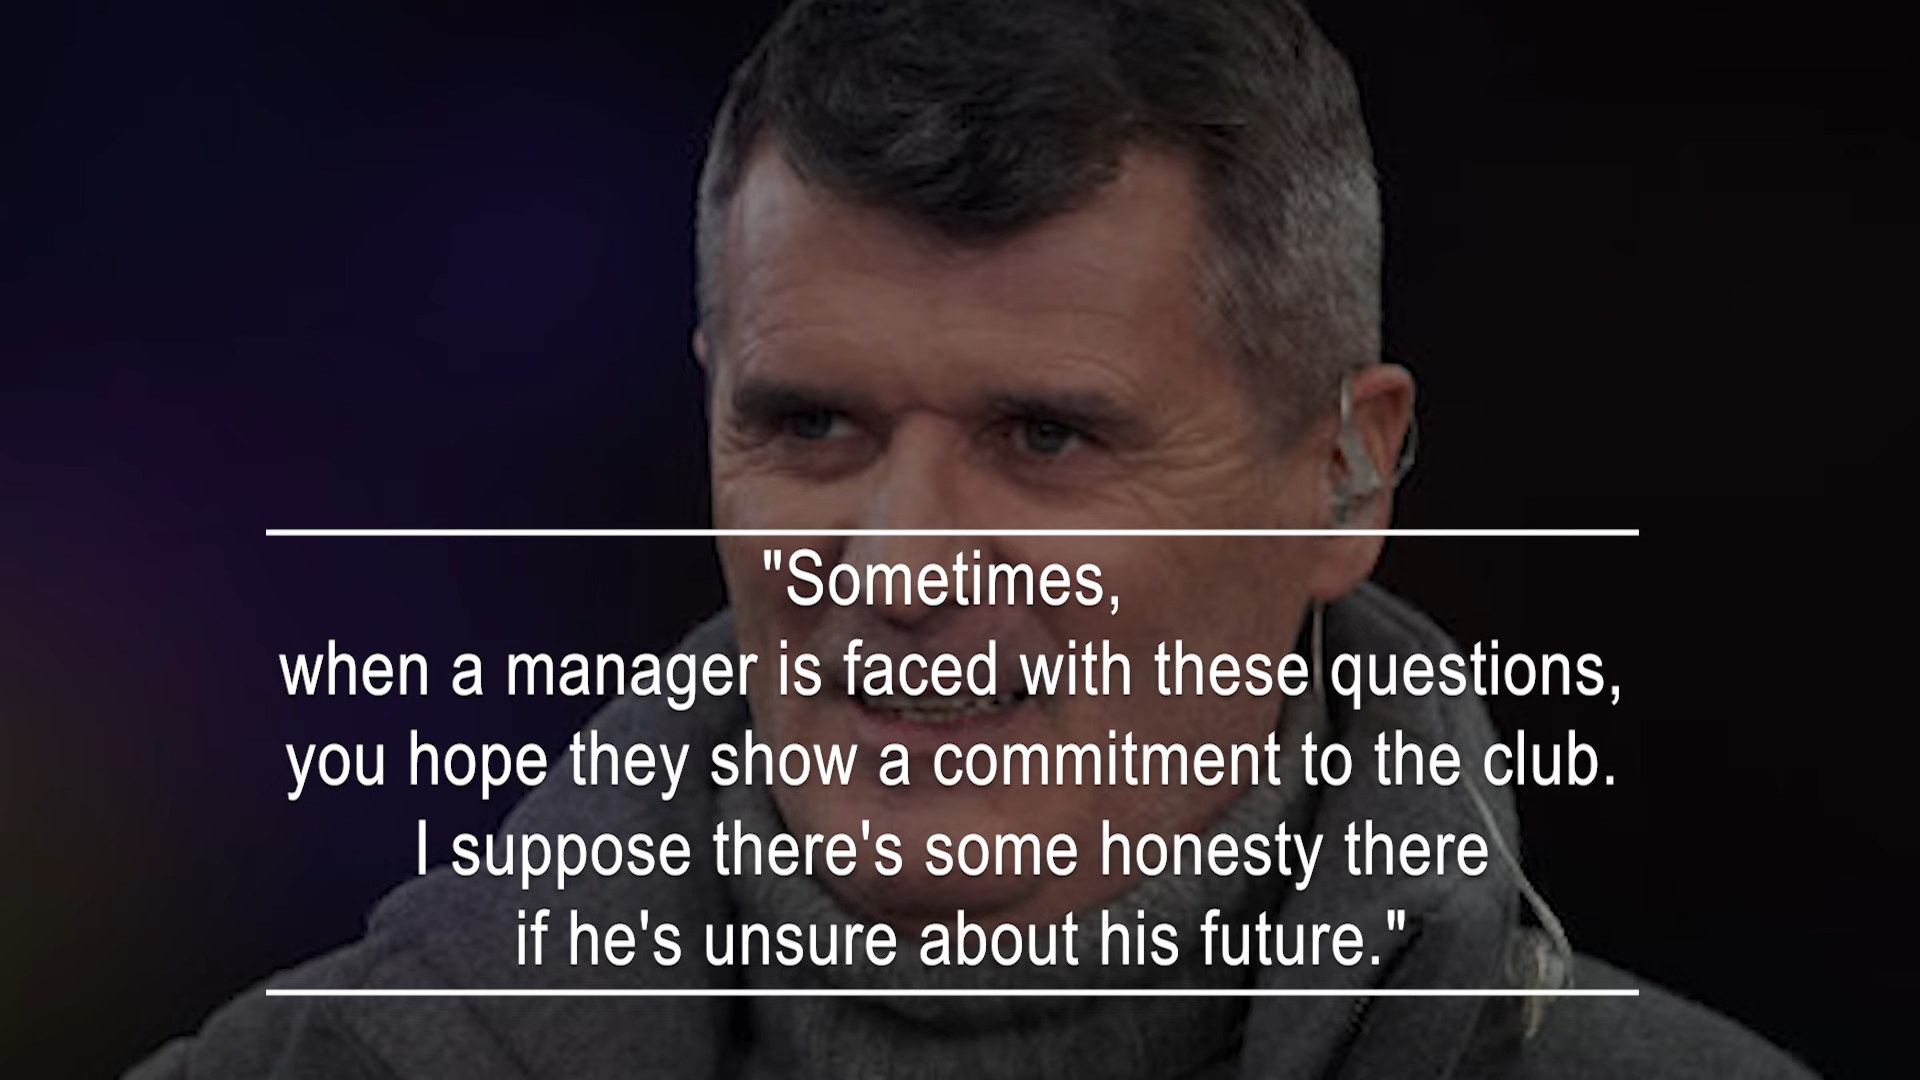 "Sometimes,
when a manager is faced with these questions,
you hope they show a commitment to the club.
I suppose there's some honesty there
if he's unsure about his future."